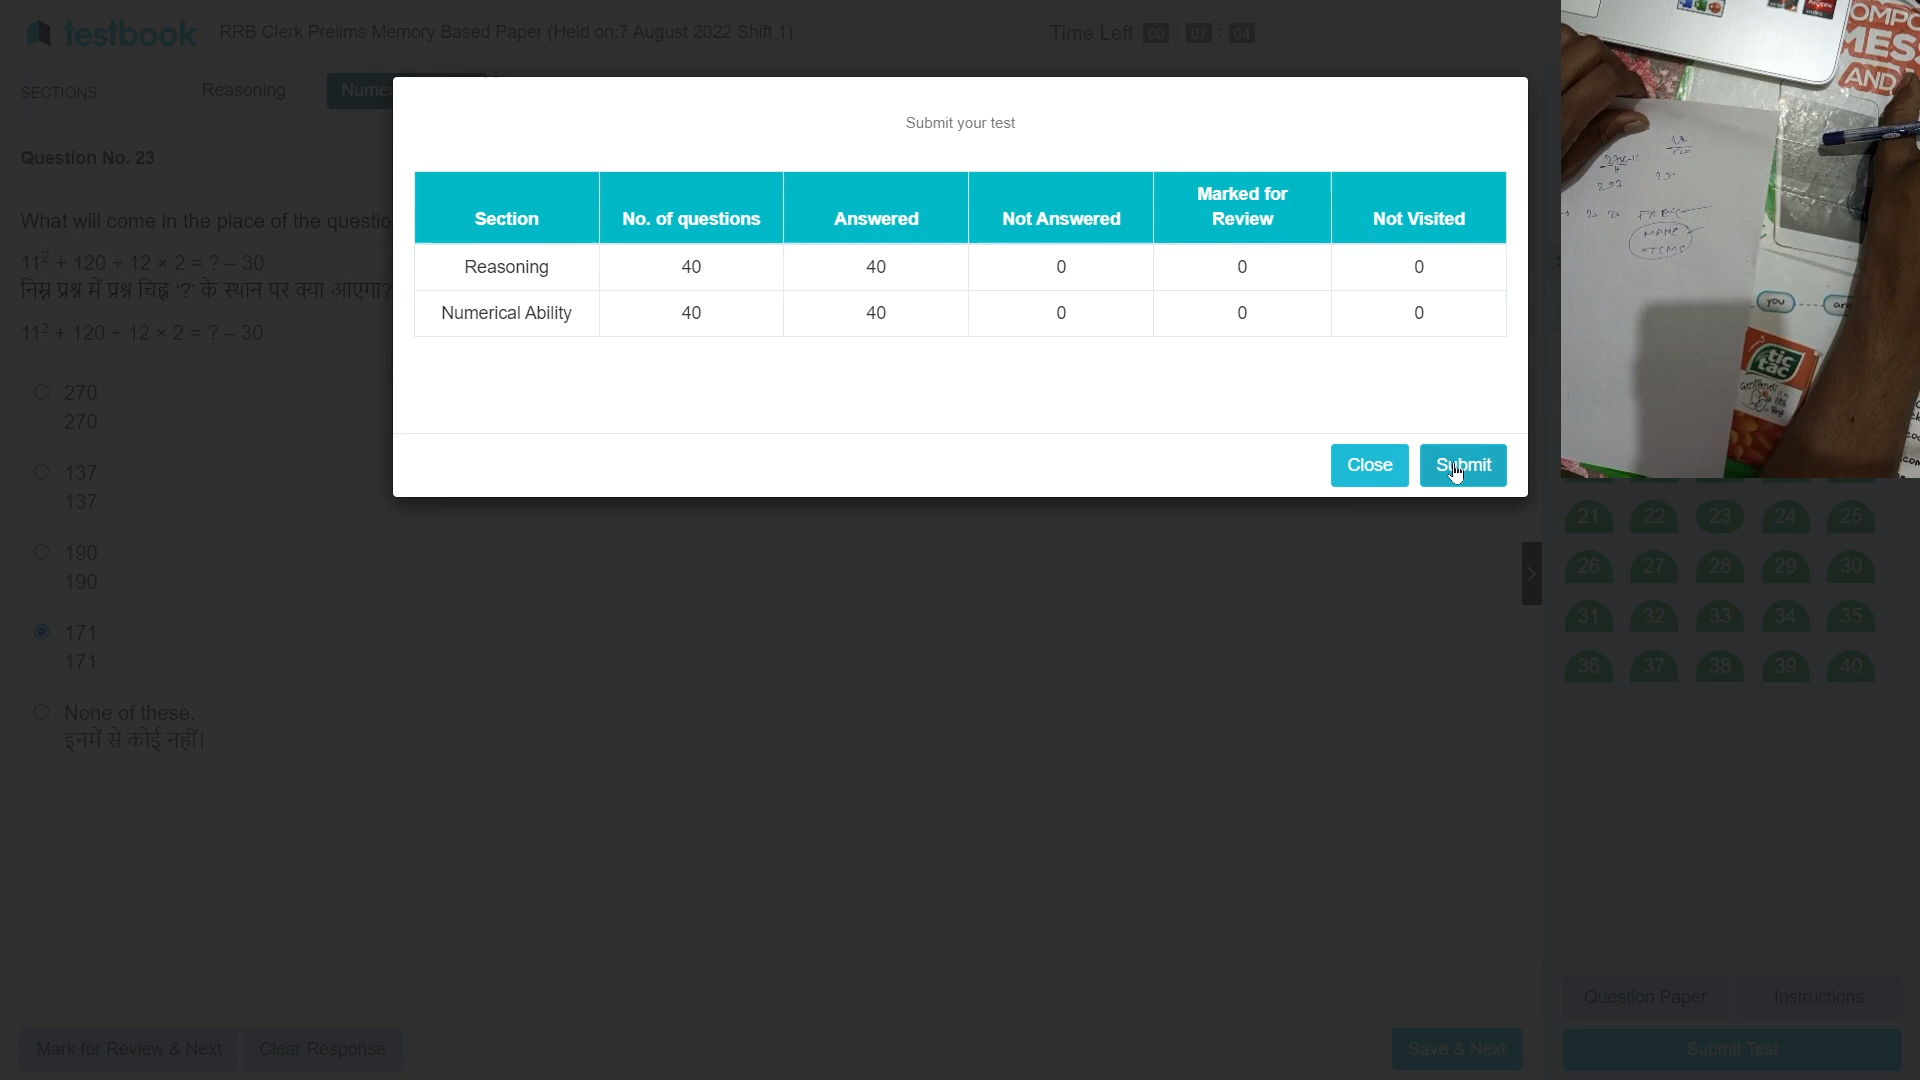 testbook
RRB Clerk Prelims Memory Based Paper (Held on:7 August 2022 Shift 1)
Time Left 00 : 07 : 04
SECTIONS
Reasoning
Numer
Question No. 23
What will come in the place of the questio
11² + 120 ÷ 12 × 2 = ? – 30
निम्न प्रश्न में प्रश्न चिह्न '?' के स्थान पर क्या आएगा?
11² + 120 ÷ 12 × 2 = ? – 30
270
270
137
137
190
190
171
171
None of these.
इनमें से कोई नहीं।
Submit your test
Section No. of questions Answered Not Answered Marked for Review Not Visited
Reasoning 40 40 0 0 0
Numerical Ability 40 40 0 0 0
Close Submit
OMPO
MES
AND
you
tic
tac
21 22 23 24 25
26 27 28 29 30
31 32 33 34 35
36 37 38 39 40
Question Paper Instructions
Mark for Review & Next Clear Response Save & Next Submit Test